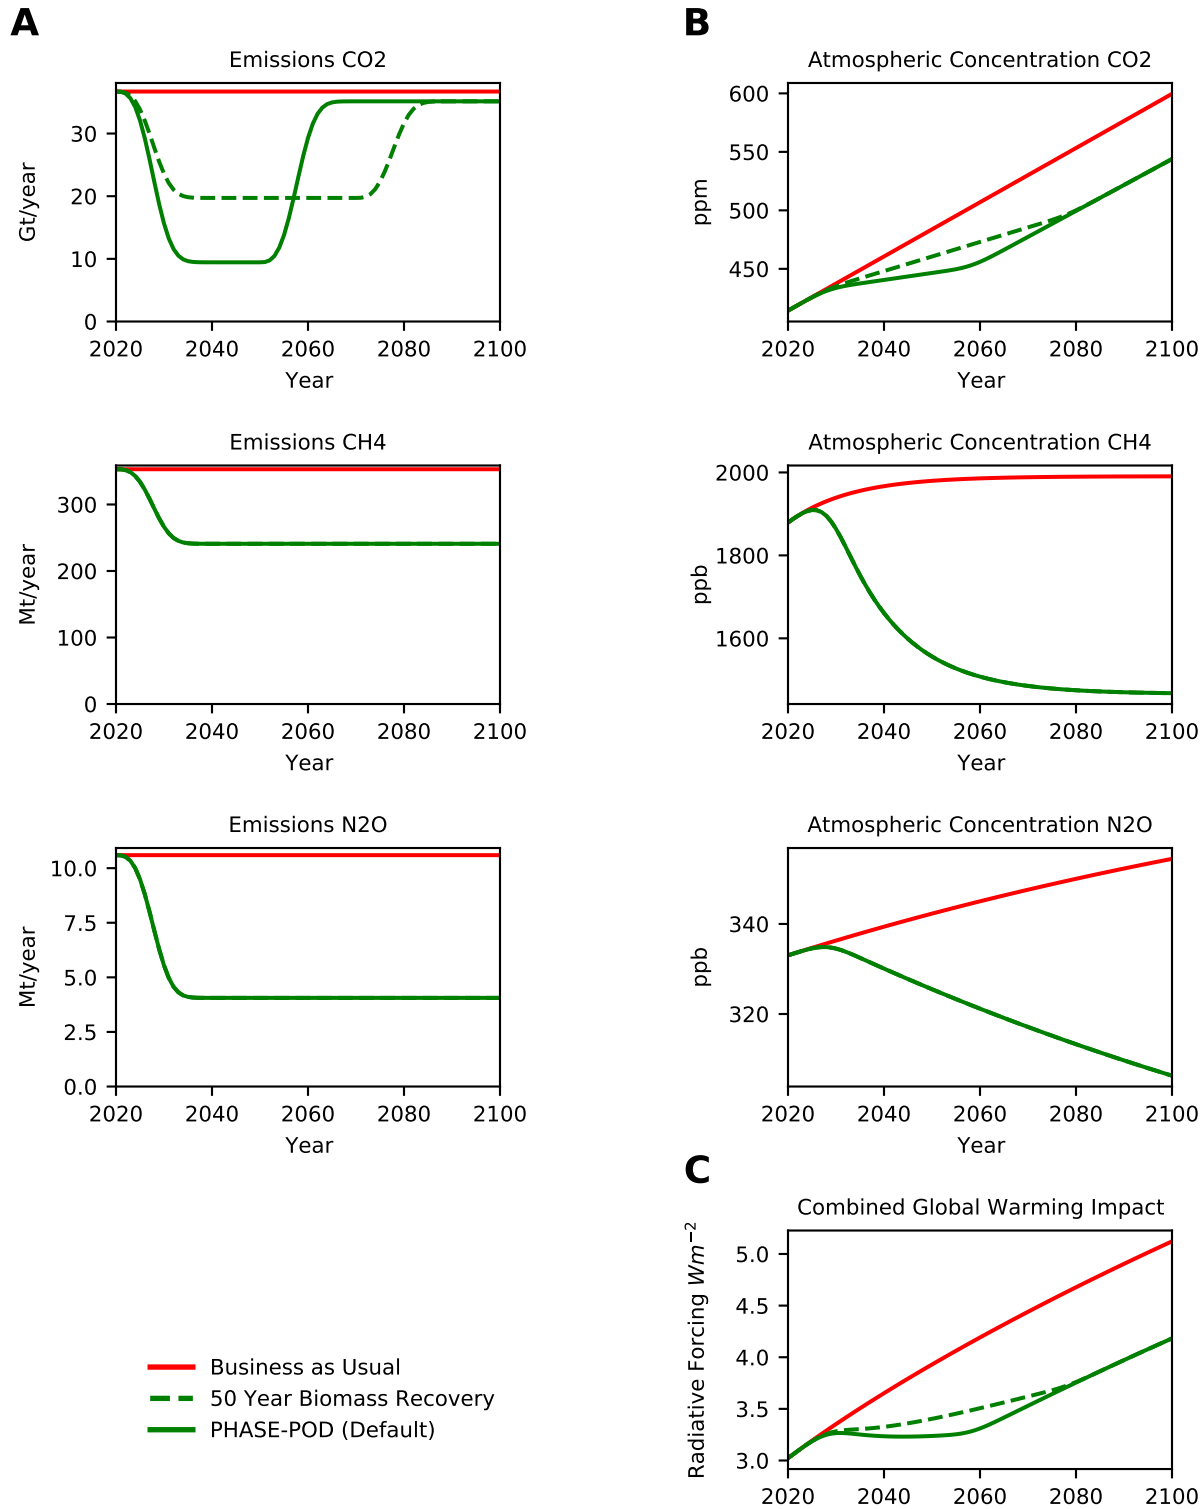 A
Emissions CO2
Gt/year
30
20
10
0
2020 2040 2060 2080 2100
Year
Emissions CH4
Mt/year
300
200
100
0
2020 2040 2060 2080 2100
Year
Emissions N2O
Mt/year
10.0
7.5
5.0
2.5
0.0
2020 2040 2060 2080 2100
Year
Business as Usual
50 Year Biomass Recovery
PHASE-POD (Default)
B
Atmospheric Concentration CO2
ppm
600
550
500
450
2020 2040 2060 2080 2100
Year
Atmospheric Concentration CH4
ppb
2000
1800
1600
2020 2040 2060 2080 2100
Year
Atmospheric Concentration N2O
ppb
340
320
2020 2040 2060 2080 2100
Year
C
Combined Global Warming Impact
Radiative Forcing Wm⁻²
5.0
4.5
4.0
3.5
3.0
2020 2040 2060 2080 2100